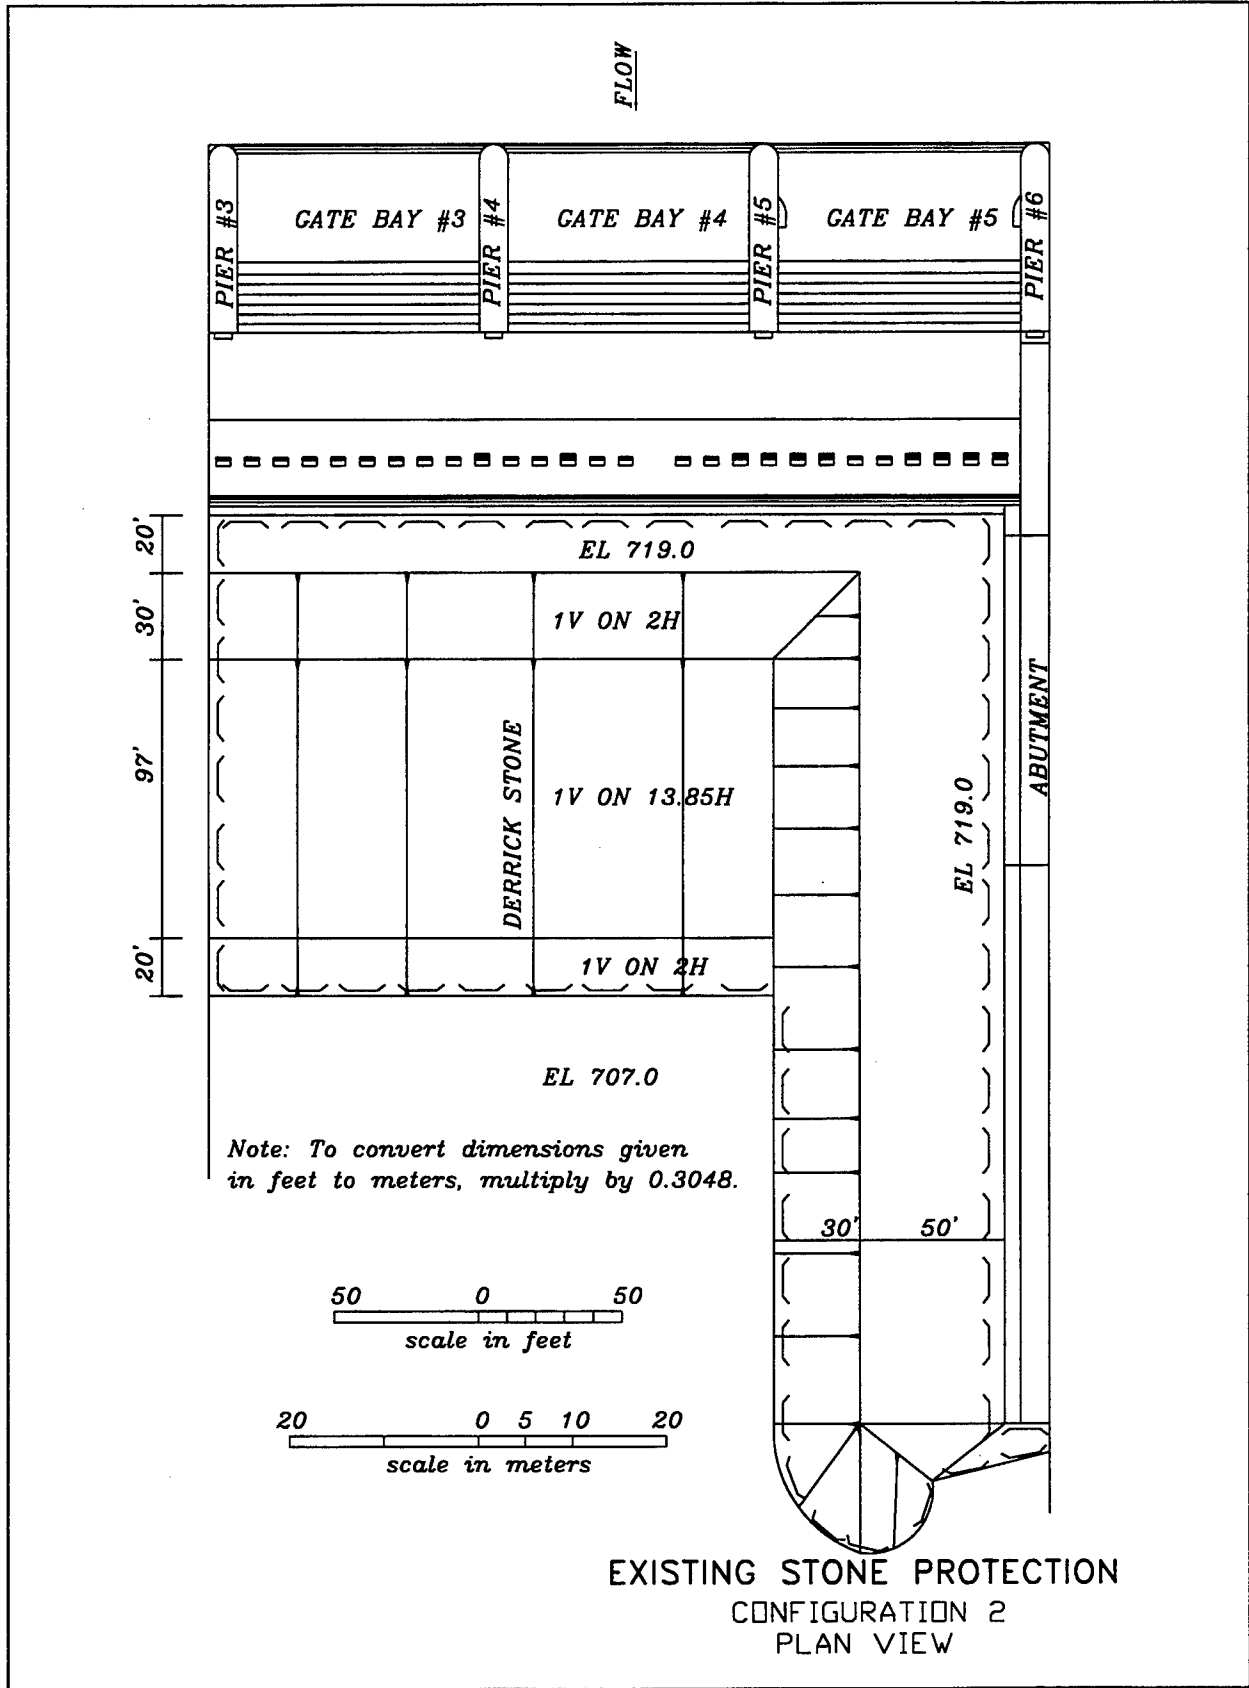 FLOW
PIER #3
GATE BAY #3
PIER #4
GATE BAY #4
PIER #5
GATE BAY #5
PIER #6
20'
EL 719.0
30'
1V ON 2H
97'
DERRICK STONE
1V ON 13.85H
EL 719.0
ABUTMENT
20'
1V ON 2H
EL 707.0
Note: To convert dimensions given
in feet to meters, multiply by 0.3048.
30'
50'
50 0 50
scale in feet
20 0 5 10 20
scale in meters
EXISTING STONE PROTECTION
CONFIGURATION 2
PLAN VIEW